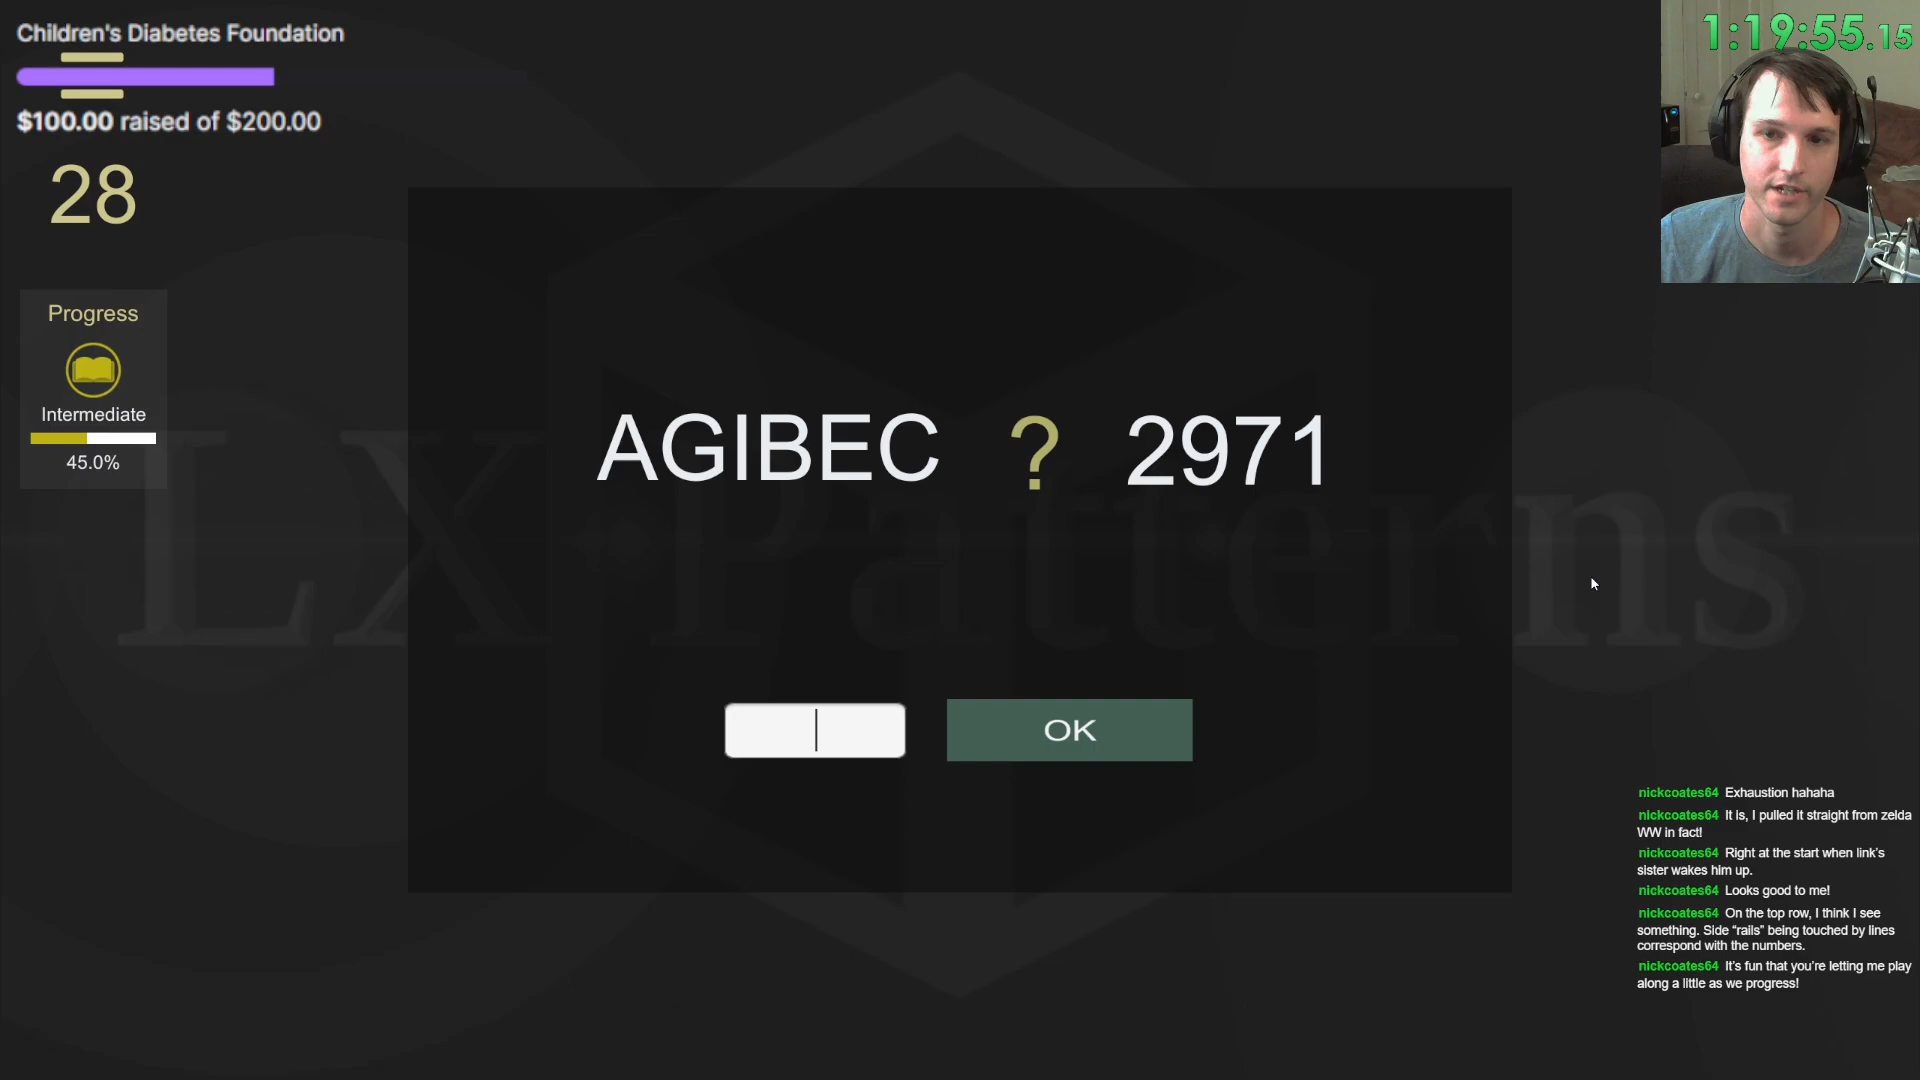 Children's Diabetes Foundation
$100.00 raised of $200.00
28
Progress
Intermediate
45.0%
1:19:55.15
AGIBEC ? 2971
LX Patterns
OK
nickcoates64 Exhaustion hahaha
nickcoates64 It is, I pulled it straight from zelda
WW in fact!
nickcoates64 Right at the start when link's
sister wakes him up.
nickcoates64 Looks good to me!
nickcoates64 On the top row, I think I see
something. Side “rails” being touched by lines
correspond with the numbers.
nickcoates64 It's fun that you're letting me play
along a little as we progress!